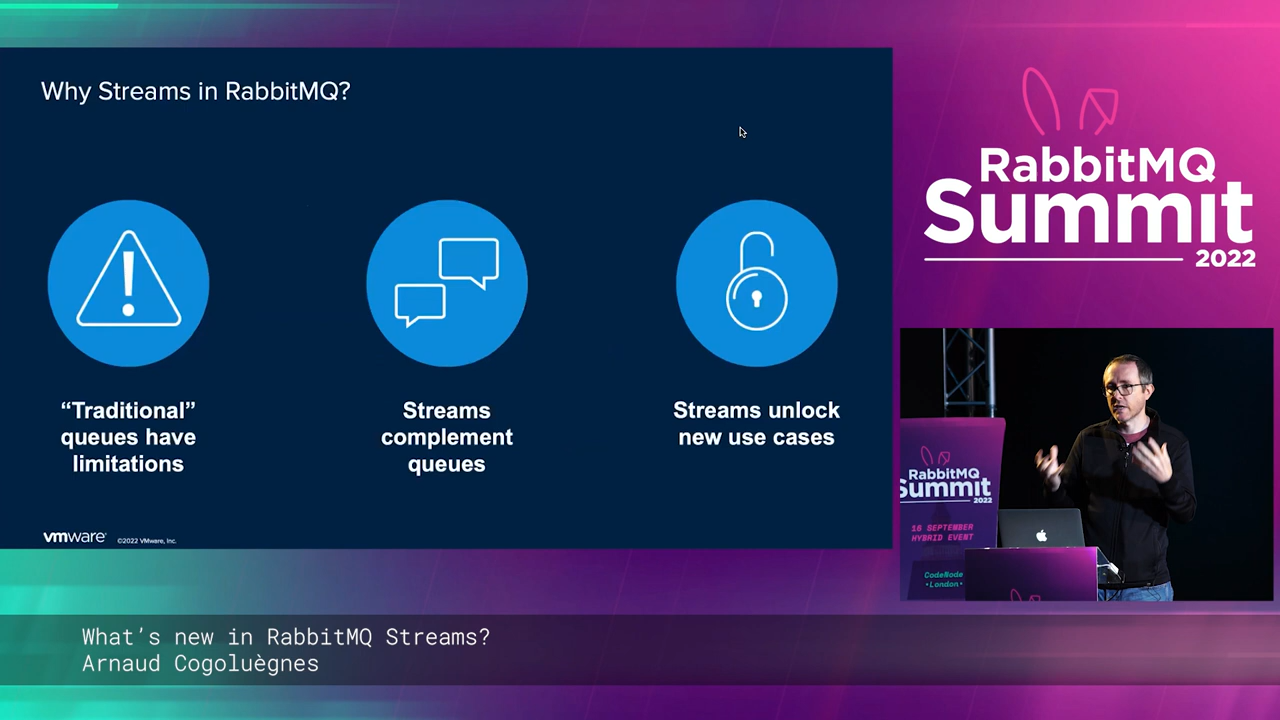 Why Streams in RabbitMQ?
“Traditional”
queues have
limitations
Streams
complement
queues
Streams unlock
new use cases
vmware®
©2022 VMware, Inc.
RabbitMQ
Summit
2022
RabbitMQ
Summit
2022
16 SEPTEMBER
HYBRID EVENT
CodeNode
•London•
What’s new in RabbitMQ Streams?
Arnaud Cogoluègnes